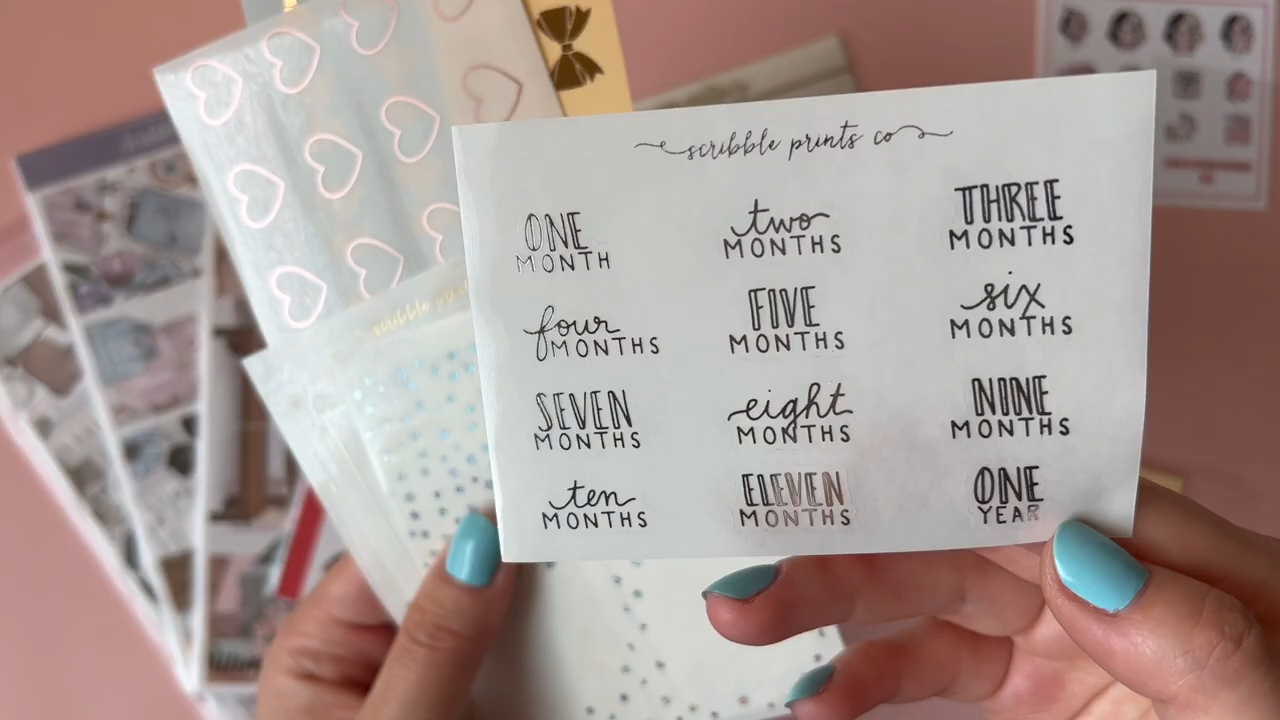 scribble prints co
ONE
MONTH
two
MONTHS
THREE
MONTHS
four
MONTHS
FIVE
MONTHS
six
MONTHS
SEVEN
MONTHS
eight
MONTHS
NINE
MONTHS
ten
MONTHS
ELEVEN
MONTHS
ONE
YEAR
scribble